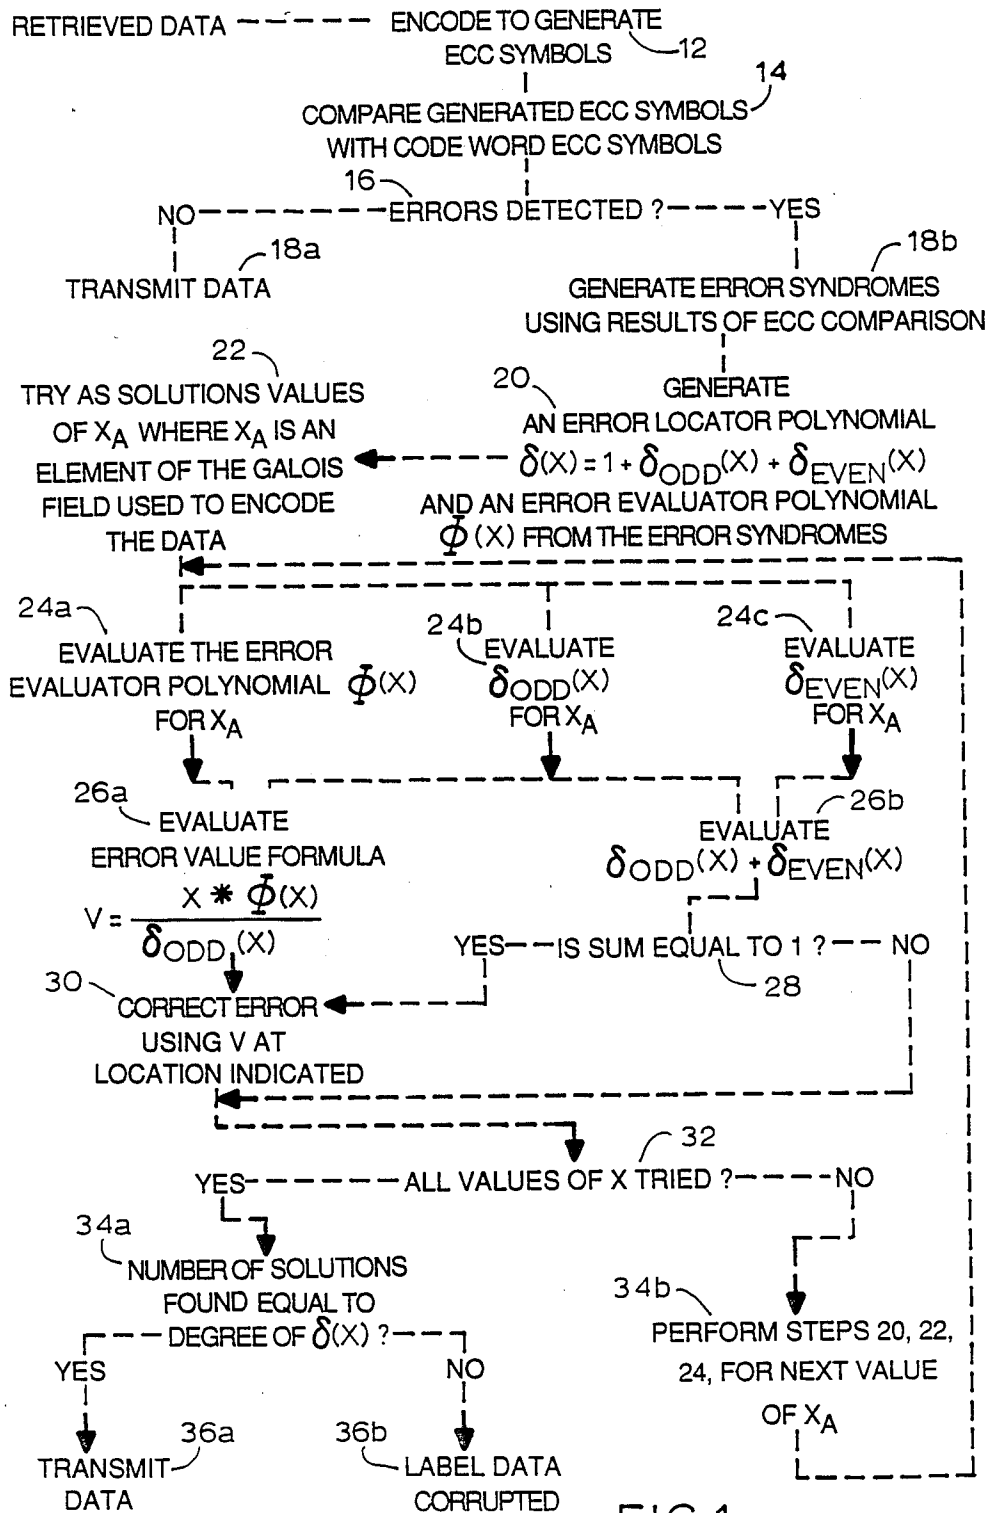 RETRIEVED DATA
ENCODE TO GENERATE
ECC SYMBOLS
12
14
COMPARE GENERATED ECC SYMBOLS
WITH CODE WORD ECC SYMBOLS
16
NO
ERRORS DETECTED ?
YES
18a
TRANSMIT DATA
18b
GENERATE ERROR SYNDROMES
USING RESULTS OF ECC COMPARISON
22
TRY AS SOLUTIONS VALUES
OF XA WHERE XA IS AN
ELEMENT OF THE GALOIS
FIELD USED TO ENCODE
THE DATA
20
GENERATE
AN ERROR LOCATOR POLYNOMIAL
δ(X) = 1 + δODD(X) + δEVEN(X)
AND AN ERROR EVALUATOR POLYNOMIAL
Φ (X) FROM THE ERROR SYNDROMES
24a
EVALUATE THE ERROR
EVALUATOR POLYNOMIAL Φ(X)
FOR XA
24b
EVALUATE
δODD(X)
FOR XA
24c
EVALUATE
δEVEN(X)
FOR XA
26a
EVALUATE
ERROR VALUE FORMULA
V = X * Φ(X)
δODD (X)
26b
EVALUATE
δODD(X) + δEVEN(X)
YES
IS SUM EQUAL TO 1 ?
NO
28
30
CORRECT ERROR
USING V AT
LOCATION INDICATED
32
YES
ALL VALUES OF X TRIED ?
NO
34a
NUMBER OF SOLUTIONS
FOUND EQUAL TO
DEGREE OF δ(X) ?
YES
NO
34b
PERFORM STEPS 20, 22,
24, FOR NEXT VALUE
OF XA
36a
TRANSMIT
DATA
36b
LABEL DATA
CORRUPTED
FIG.1